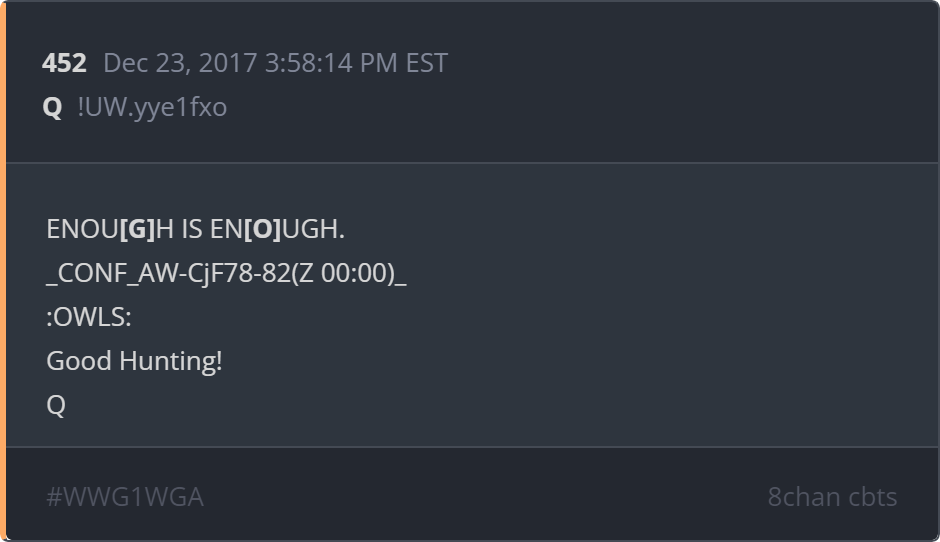 452 Dec 23, 2017 3:58:14 PM EST
Q !UW.yye1fxo
ENOU[G]H IS EN[O]UGH.
_CONF_AW-CjF78-82(Z 00:00)_
:OWLS:
Good Hunting!
Q
#WWG1WGA 8chan cbts